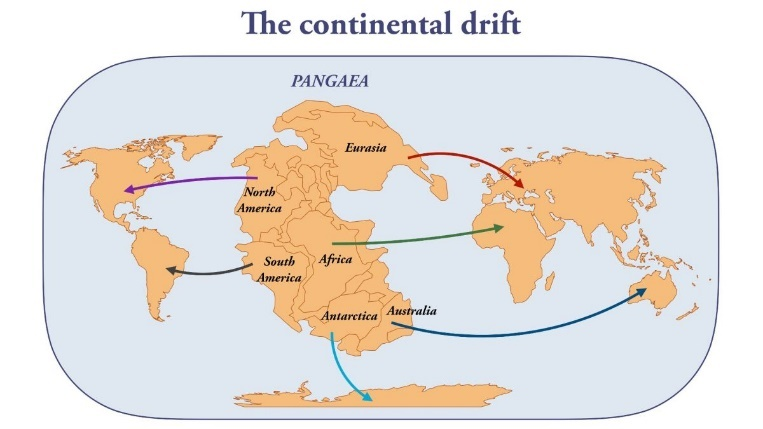 The continental drift
PANGAEA
Eurasia
North
America
South
America
Africa
Antarctica
Australia